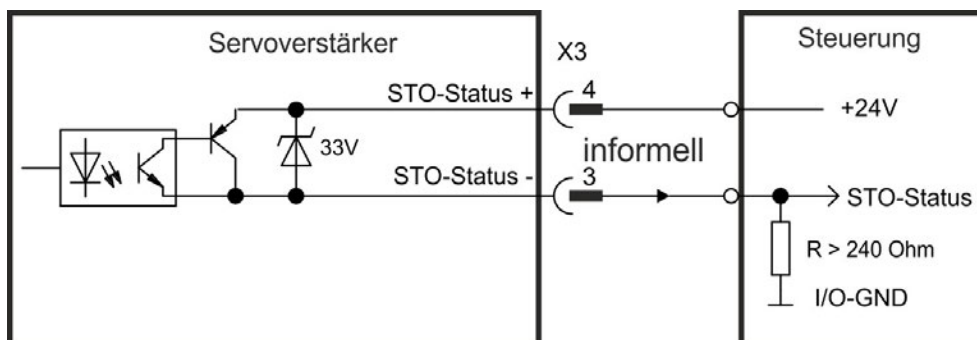 Servoverstärker
X3
Steuerung
STO-Status +
4
+24V
33V
informell
STO-Status -
3
STO-Status
R > 240 Ohm
I/O-GND